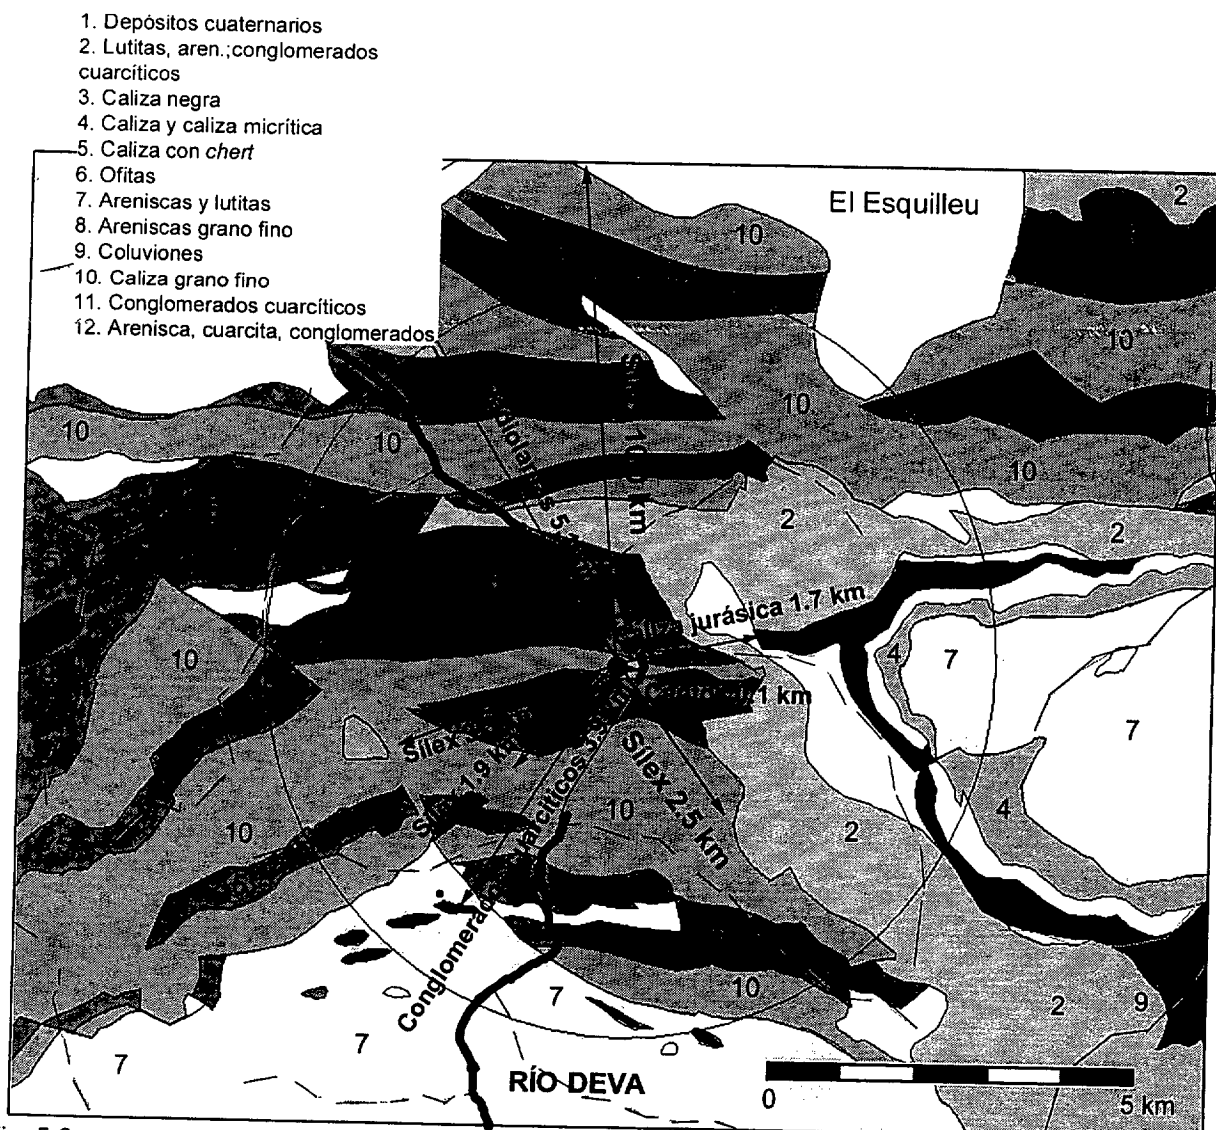 1. Depósitos cuaternarios
2. Lutitas, aren.;conglomerados
cuarcíticos
3. Caliza negra
4. Caliza y caliza micrítica
5. Caliza con chert
6. Ofitas
7. Areniscas y lutitas
8. Areniscas grano fino
9. Coluviones
10. Caliza grano fino
11. Conglomerados cuarcíticos
12. Arenisca, cuarcita, conglomerados
El Esquilleu
2
10
10
10
10
10
10
2
2
jurásica 1.7 km
10
4
7
1 km
7
Sílex
1.9 km
Sílex 2.5 km
10
10
4
2
Conglomerados
7
10
2
9
7
7
RÍO DEVA
0
5 km